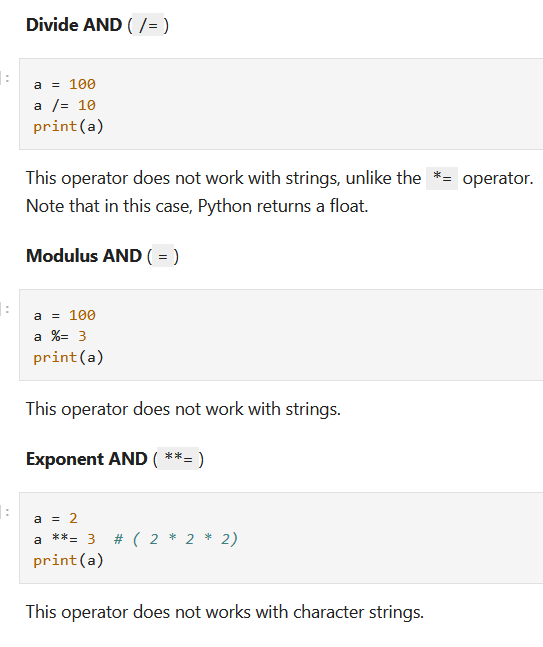 Divide AND ( /= )
]:
a = 100
a /= 10
print(a)
This operator does not work with strings, unlike the *= operator.
Note that in this case, Python returns a float.
Modulus AND ( = )
]:
a = 100
a %= 3
print(a)
This operator does not work with strings.
Exponent AND ( **= )
]:
a = 2
a **= 3  # ( 2 * 2 * 2)
print(a)
This operator does not works with character strings.